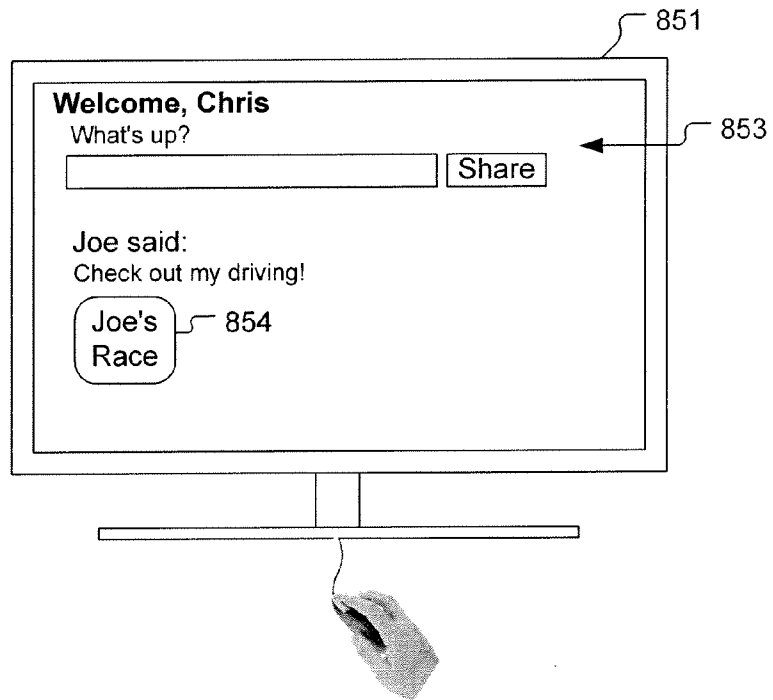 851
Welcome, Chris
853
What's up?
Share
Joe said:
Check out my driving!
Joe's
854
Race